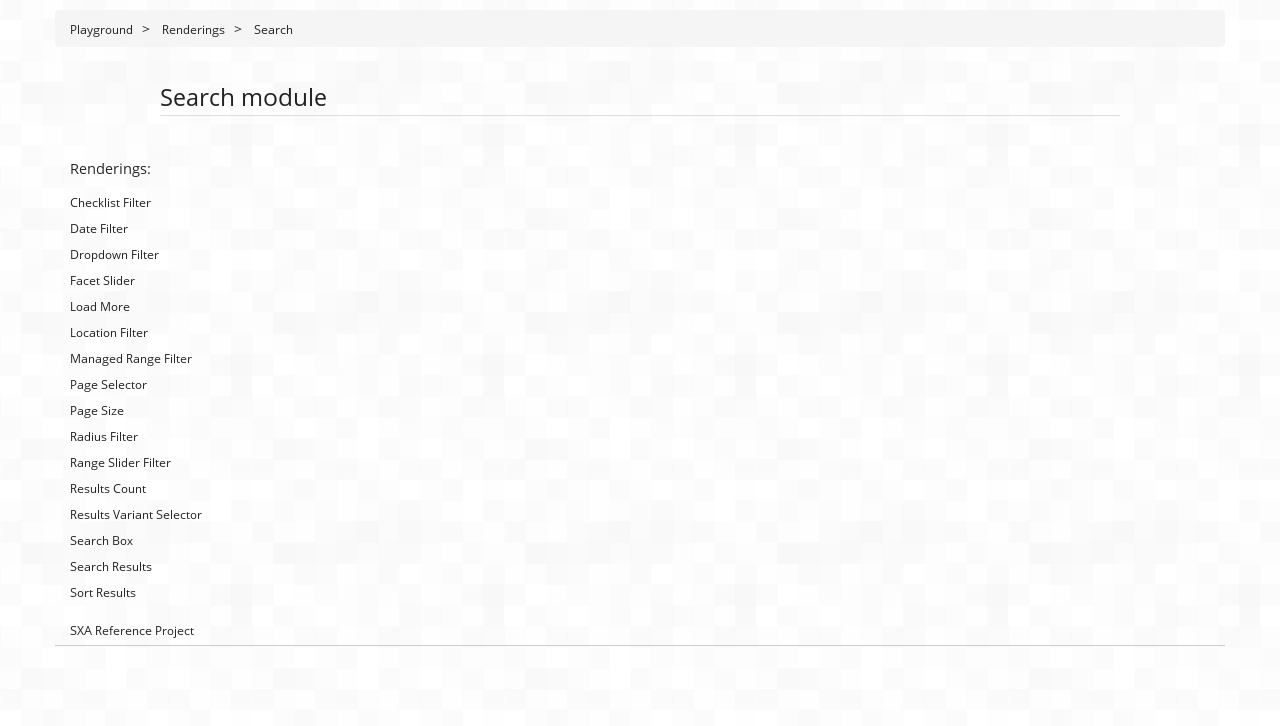 Playground > Renderings > Search
Search module
Renderings:
Checklist Filter
Date Filter
Dropdown Filter
Facet Slider
Load More
Location Filter
Managed Range Filter
Page Selector
Page Size
Radius Filter
Range Slider Filter
Results Count
Results Variant Selector
Search Box
Search Results
Sort Results
SXA Reference Project